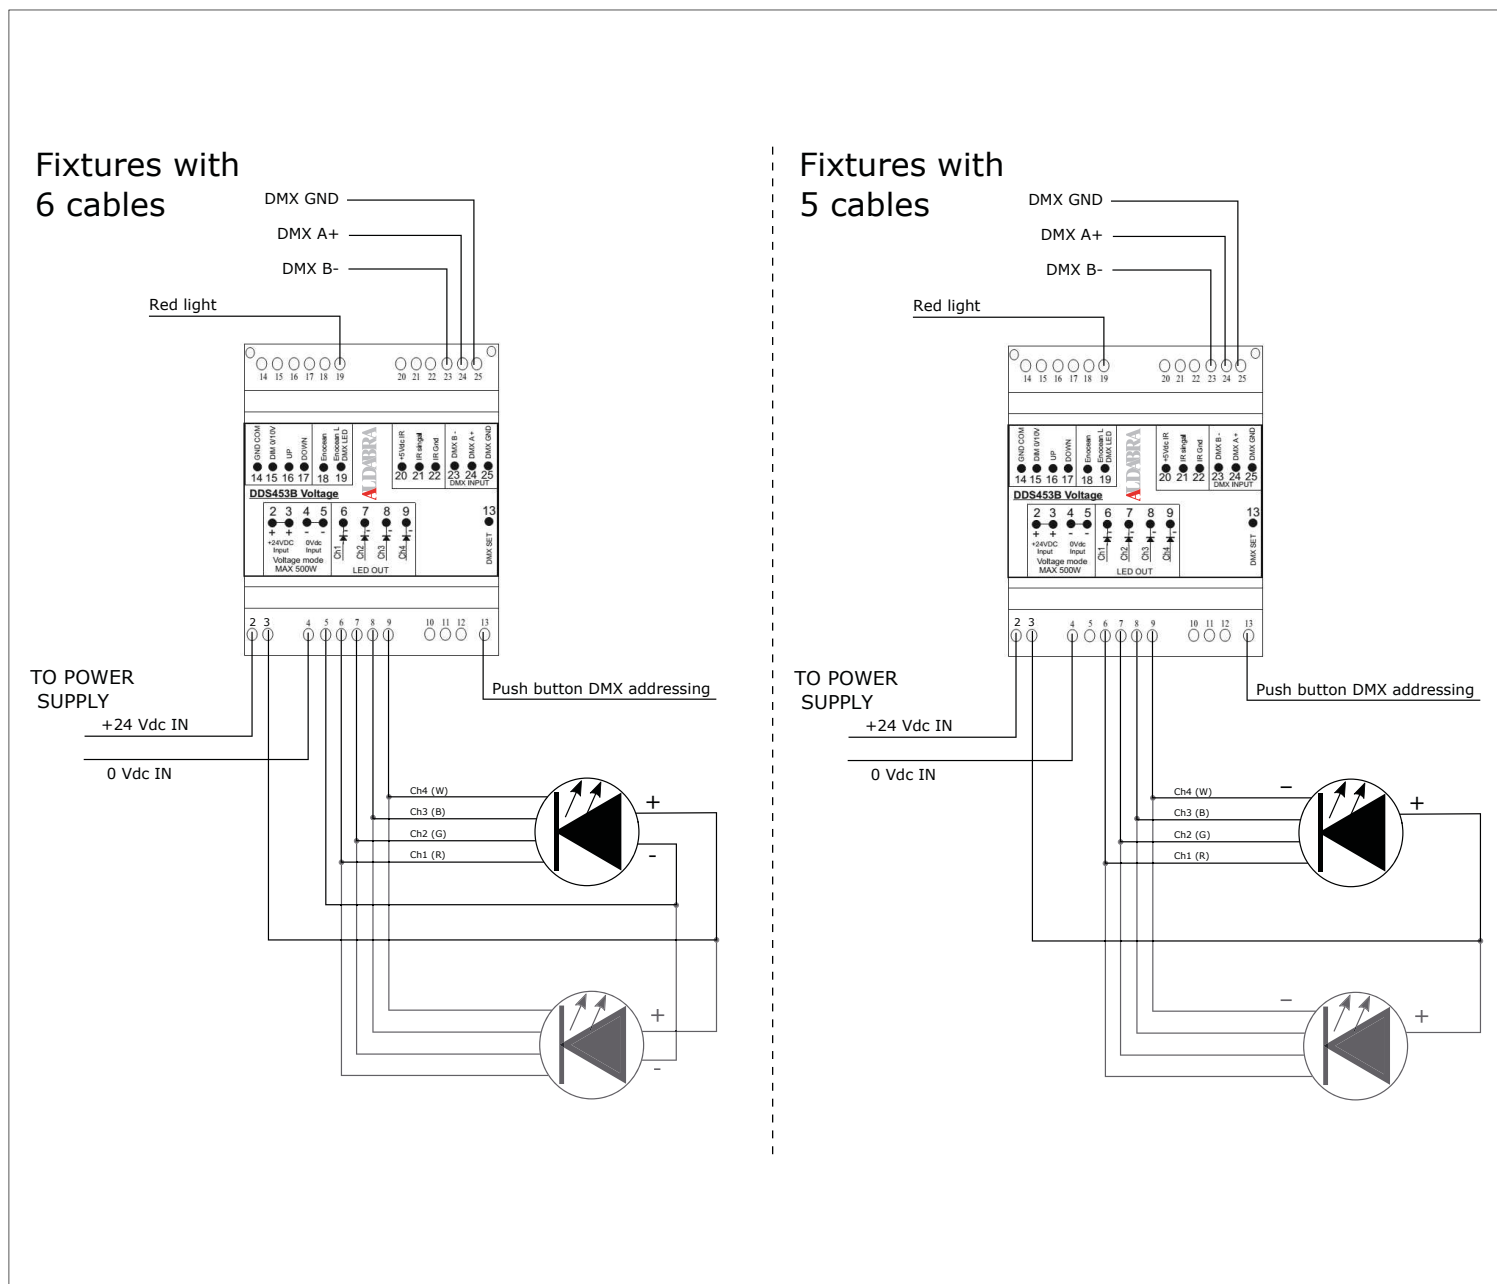 Fixtures with
6 cables
DMX GND
DMX A+
DMX B-
Red light
14 15 16 17 18 19 20 21 22 23 24 25
GND COM
DIM 0/10V
UP
DOWN
Enocean
Enocean L
DMX LED
ALDABRA
+5Vdc IR
IR singal
IR Gnd
DMX B -
DMX A+
DMX GND
14 15 16 17 18 19 20 21 22 23 24 25
DMX INPUT
DDS453B Voltage
2 3 4 5 6 7 8 9 13
+ + - - - - - -
+24VDC
Input
0Vdc
Input
Voltage mode
MAX 500W
Ch1
Ch2
Ch3
Ch4
LED OUT
DMX SET
2 3 4 5 6 7 8 9 10 11 12 13
TO POWER
SUPPLY
+24 Vdc IN
0 Vdc IN
Push button DMX addressing
Ch4 (W)
Ch3 (B)
Ch2 (G)
Ch1 (R)
+
-
+
-
Fixtures with
5 cables
DMX GND
DMX A+
DMX B-
Red light
14 15 16 17 18 19 20 21 22 23 24 25
GND COM
DIM 0/10V
UP
DOWN
Enocean
Enocean L
DMX LED
ALDABRA
+5Vdc IR
IR singal
IR Gnd
DMX B -
DMX A+
DMX GND
14 15 16 17 18 19 20 21 22 23 24 25
DMX INPUT
DDS453B Voltage
2 3 4 5 6 7 8 9 13
+ + - - - - - -
+24VDC
Input
0Vdc
Input
Voltage mode
MAX 500W
Ch1
Ch2
Ch3
Ch4
LED OUT
DMX SET
2 3 4 5 6 7 8 9 10 11 12 13
TO POWER
SUPPLY
+24 Vdc IN
0 Vdc IN
Push button DMX addressing
Ch4 (W)
Ch3 (B)
Ch2 (G)
Ch1 (R)
−
+
−
+